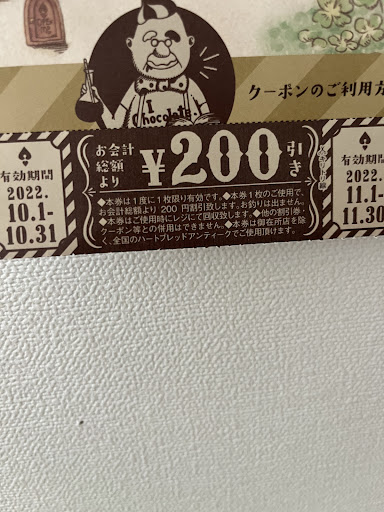 I
Chocolate
クーポンのご利用方
有効期間
2022.
10.1-
10.31
お会計
総額
より
¥200引き
◆本券は1度に1枚限り有効です。◆本券1枚のご使用で、
お会計総額より 200 円割引致します。お釣りは出ません。
◆本券はご使用時にレジにて回収致します。◆他の割引券・
クーポン等との併用はできません。◆本券は御在所店を除
く、全国のハートブレッドアンティークでご使用頂けます。
有効期間
2022.
11.1-
11.30